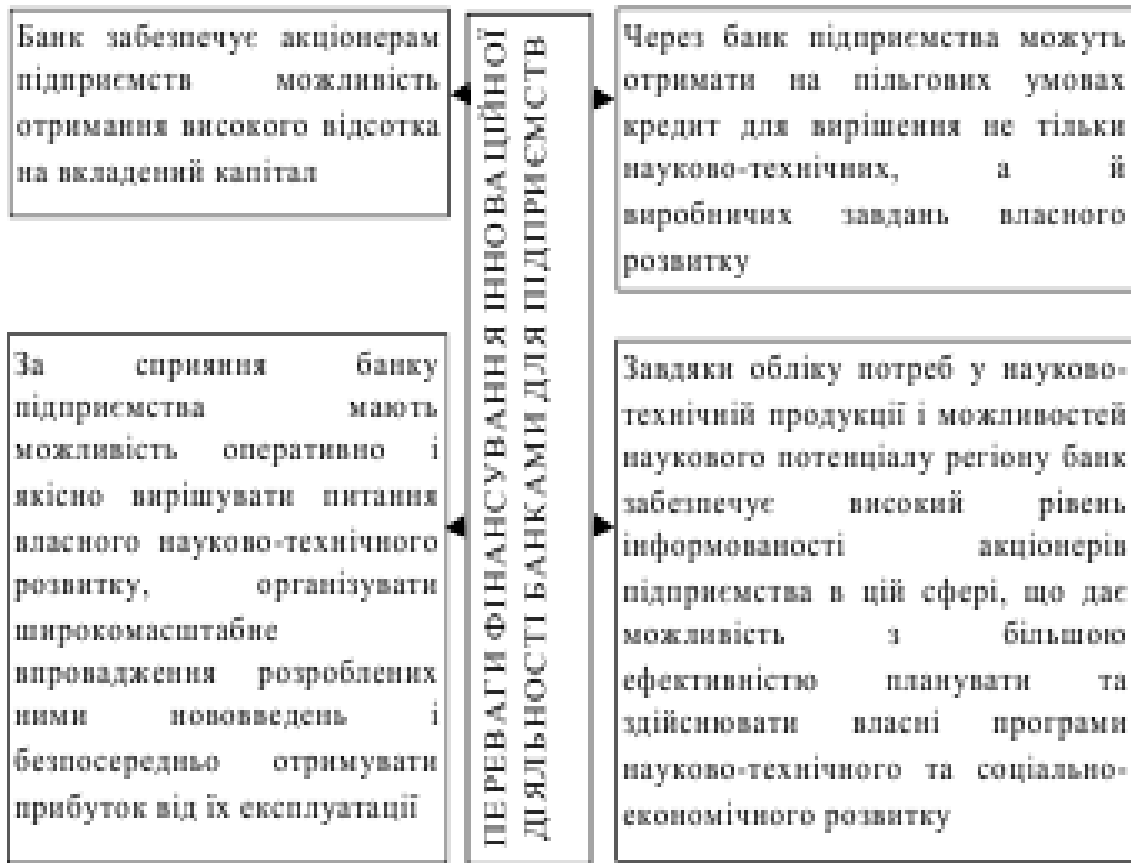 Банк забезпечує акціонерам
підприємств можливість
отримання високого відсотка
на вкладений капітал
ПЕРЕВАГИ ФІНАНСУВАННЯ ІННОВАЦІЙНОЇ
ДІЯЛЬНОСТІ БАНКАМИ ДЛЯ ПІДПРИЄМСТВ
Через банк підприємства можуть
отримати на пільгових умовах
кредит для вирішення не тільки
науково-технічних, а й
виробничих завдань власного
розвитку
За сприяння банку
підприємства мають
можливість оперативно і
якісно вирішувати питання
власного науково-технічного
розвитку, організувати
широкомасштабне
впровадження розроблених
ними нововведень і
безпосередньо отримувати
прибуток від їх експлуатації
Завдяки обліку потреб у науково-
технічній продукції і можливостей
наукового потенціалу регіону банк
забезпечує високий рівень
інформованості акціонерів
підприємства в цій сфері, що дає
можливість з більшою
ефективністю планувати та
здійснювати власні програми
науково-технічного та соціально-
економічного розвитку